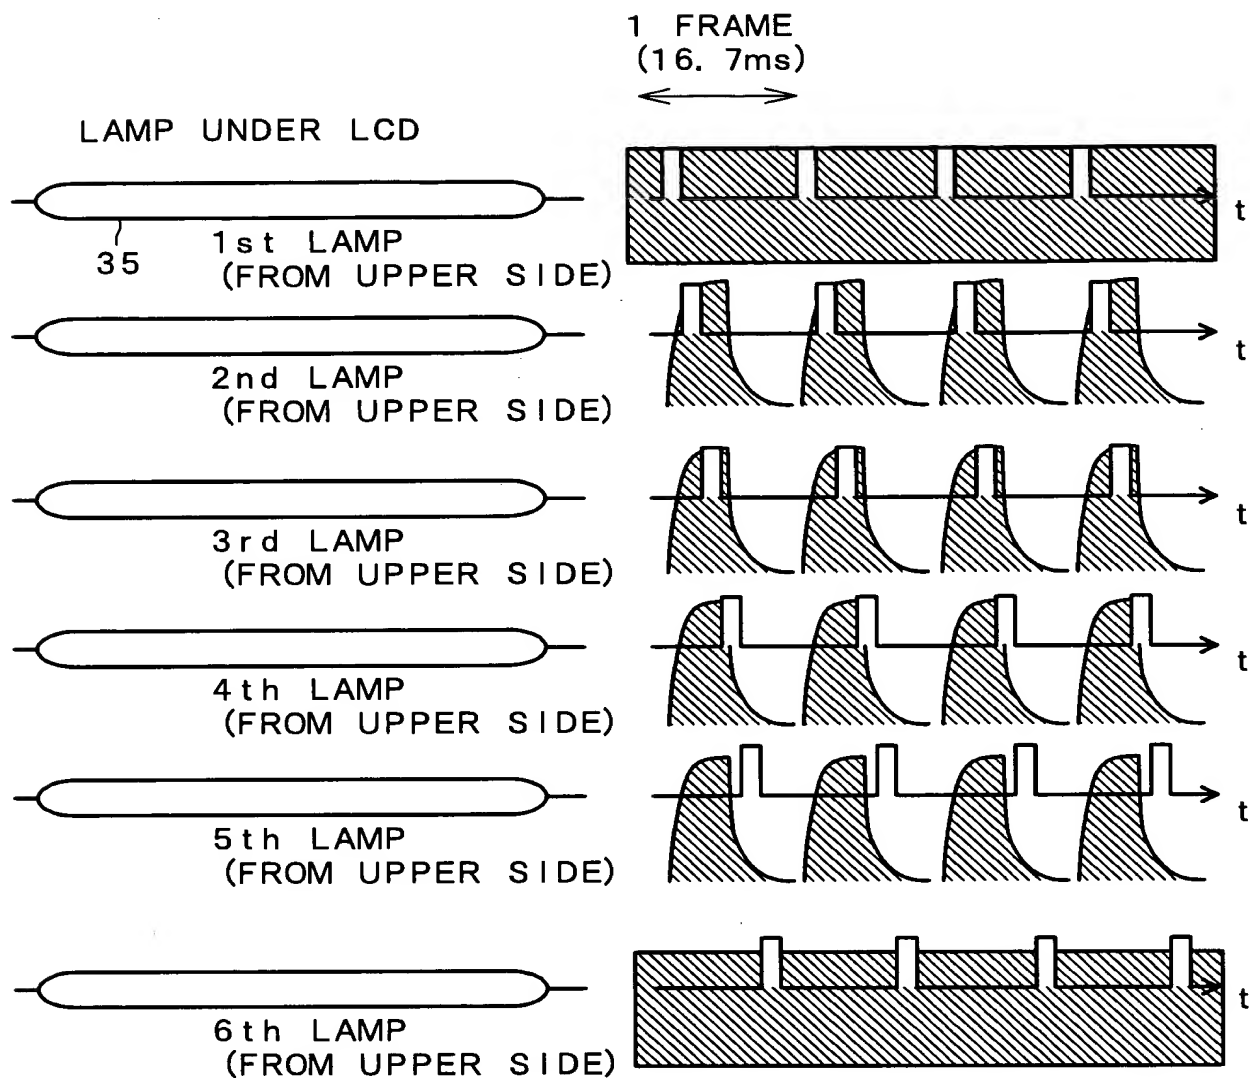 1 FRAME
(16. 7ms)
LAMP UNDER LCD
t
35
1st LAMP
(FROM UPPER SIDE)
t
2nd LAMP
(FROM UPPER SIDE)
t
3rd LAMP
(FROM UPPER SIDE)
t
4th LAMP
(FROM UPPER SIDE)
t
5th LAMP
(FROM UPPER SIDE)
t
6th LAMP
(FROM UPPER SIDE)